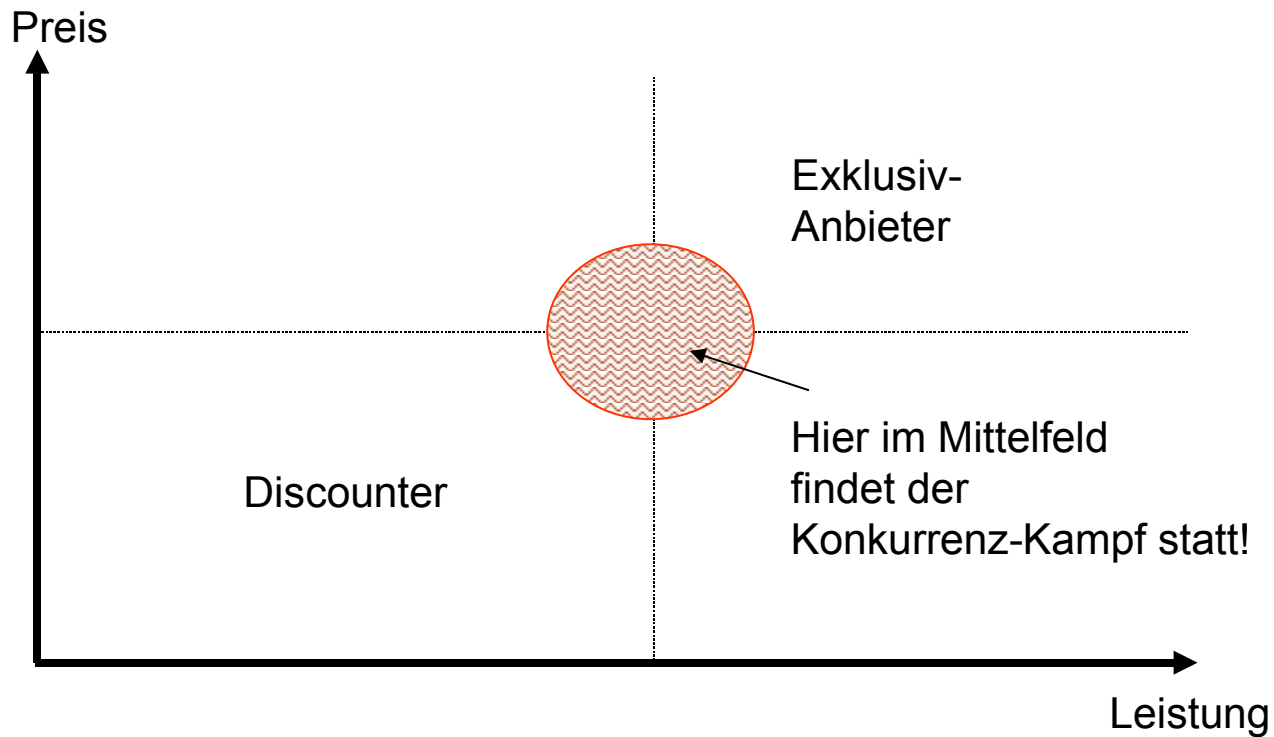 Preis
Exklusiv-
Anbieter
Hier im Mittelfeld
findet der
Konkurrenz-Kampf statt!
Discounter
Leistung